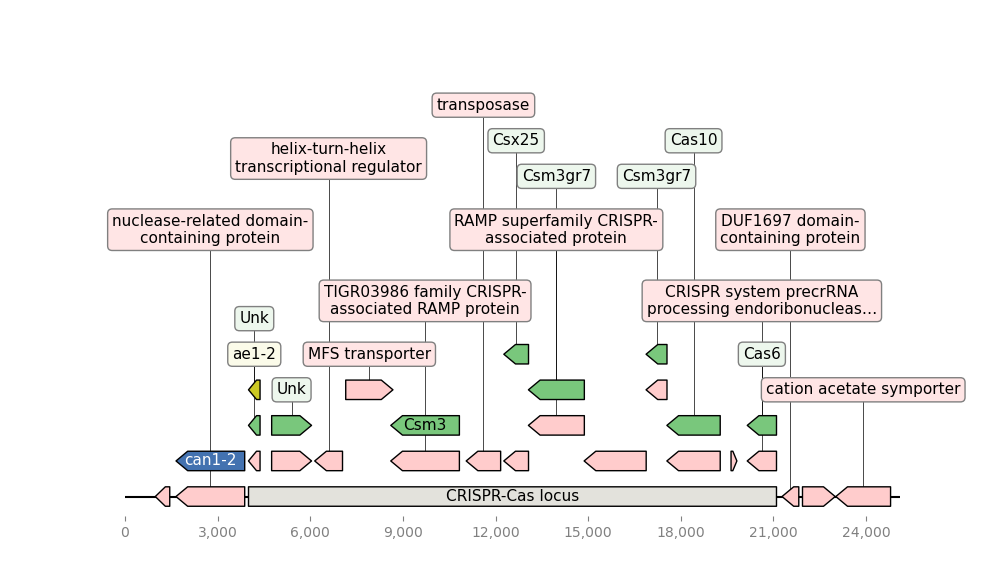 transposase
Csx25
Cas10
helix-turn-helix
transcriptional regulator
Csm3gr7
Csm3gr7
nuclease-related domain-
containing protein
RAMP superfamily CRISPR-
associated protein
DUF1697 domain-
containing protein
TIGR03986 family CRISPR-
associated RAMP protein
CRISPR system precrRNA
processing endoribonucleas...
Unk
ae1-2
MFS transporter
Cas6
Unk
cation acetate symporter
Csm3
can1-2
CRISPR-Cas locus
0
3,000
6,000
9,000
12,000
15,000
18,000
21,000
24,000